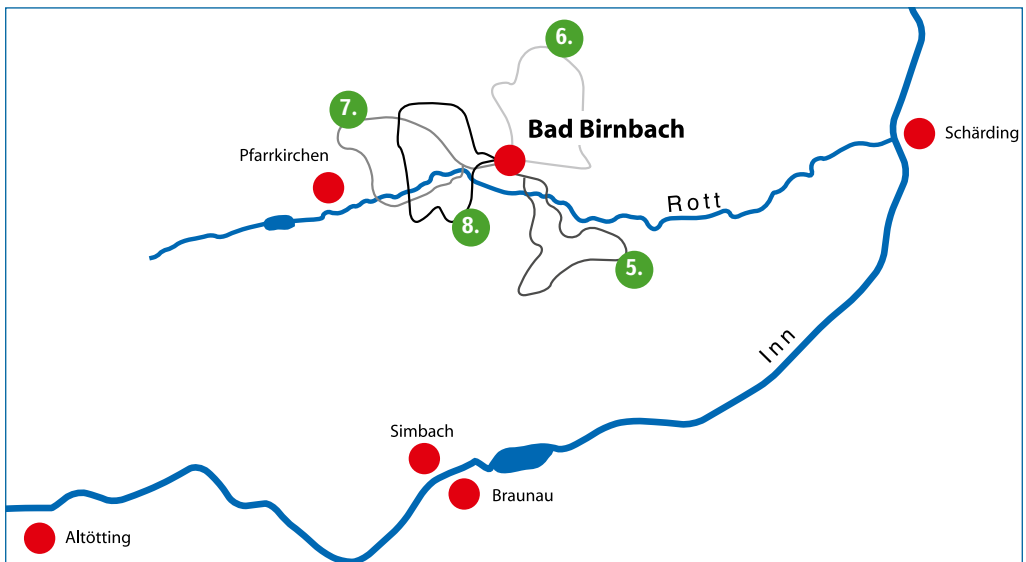 6.
7.
Bad Birnbach
Schärding
Pfarrkirchen
Rott
8.
5.
Inn
Simbach
Braunau
Altötting